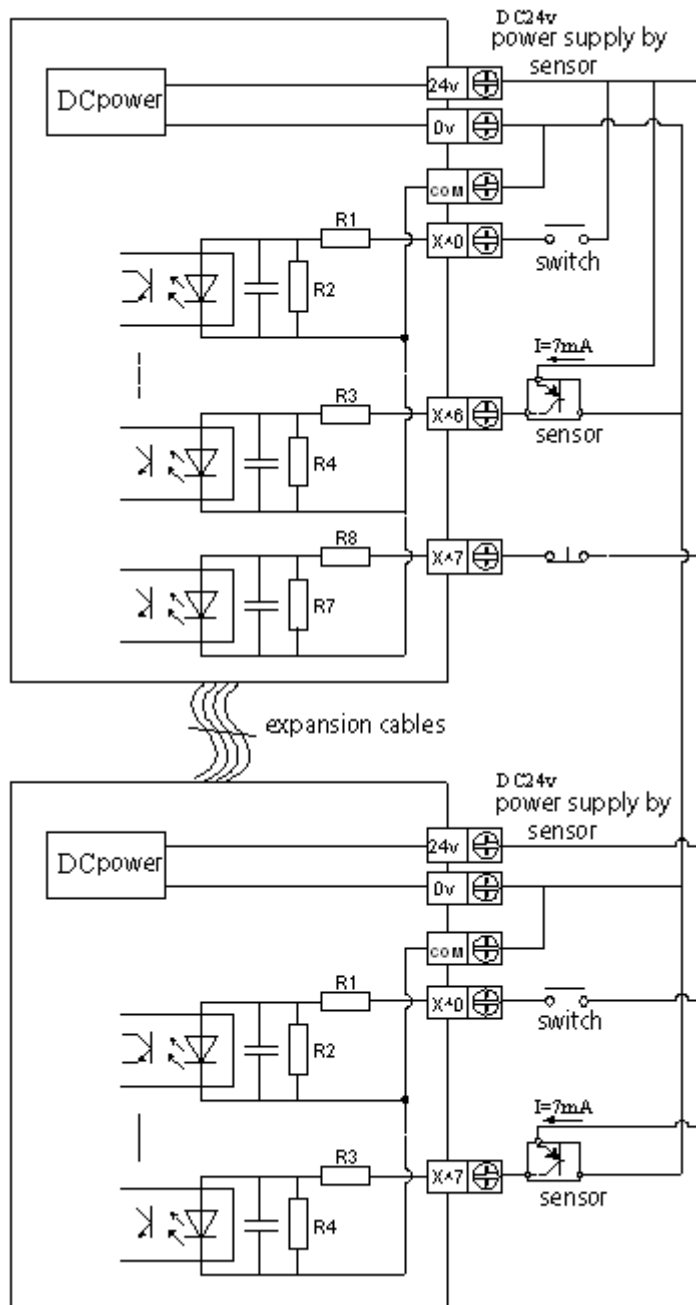 DC24v
power supply by
sensor
DCpower
24v
0v
COM
R1
X^0
R2
switch
I=7mA
R3
X^6
R4
sensor
R8
X^7
R7
expansion cables
DC24v
power supply by
sensor
DCpower
24v
0v
COM
R1
X^0
R2
switch
I=7mA
R3
X^7
R4
sensor